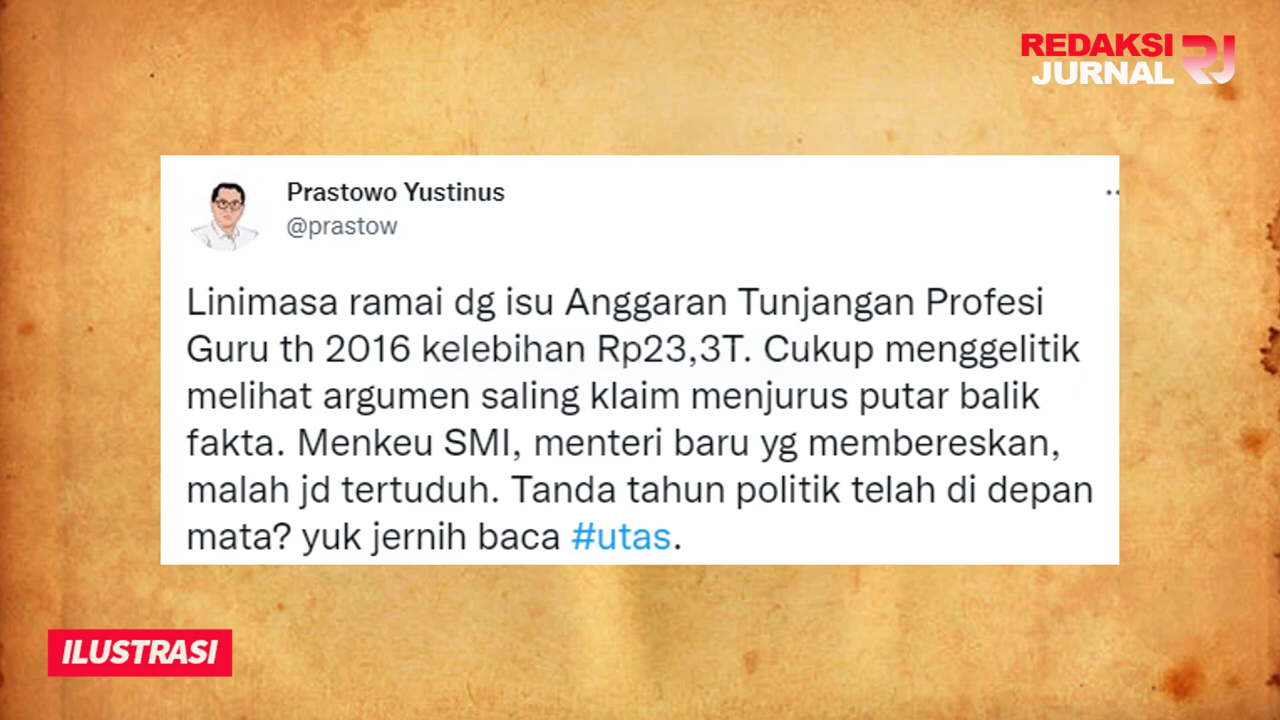 REDAKSI
JURNAL RJ
Prastowo Yustinus
@prastow
Linimasa ramai dg isu Anggaran Tunjangan Profesi
Guru th 2016 kelebihan Rp23,3T. Cukup menggelitik
melihat argumen saling klaim menjurus putar balik
fakta. Menkeu SMI, menteri baru yg membereskan,
malah jd tertuduh. Tanda tahun politik telah di depan
mata? yuk jernih baca #utas.
ILUSTRASI